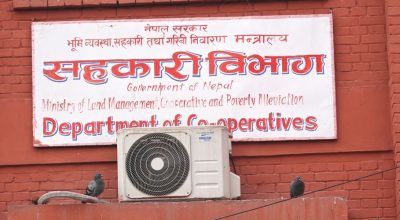 नेपाल सरकार
भूमि व्यवस्था, सहकारी तथा गरिवी निवारण मन्त्रालय
सहकारी विभाग
Government of Nepal
Ministry of Land Management, Cooperative and Poverty Alleviation
Department of Co-operatives